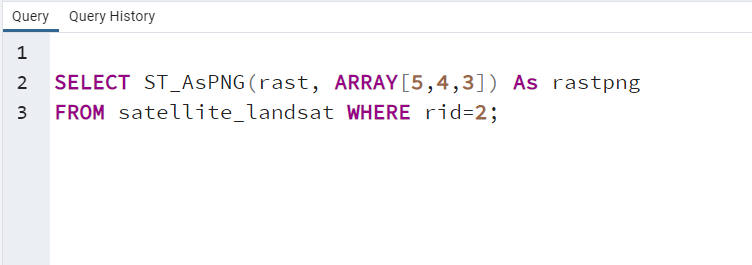 Query Query History
1
2 SELECT ST_AsPNG(rast, ARRAY[5,4,3]) As rastpng
3 FROM satellite_landsat WHERE rid=2;